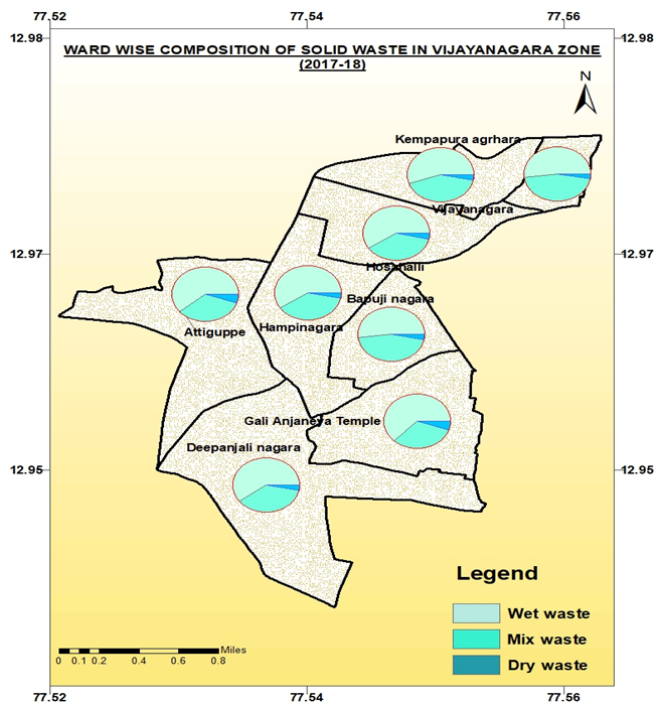 77.52 77.54 77.56
12.98 12.98
WARD WISE COMPOSITION OF SOLID WASTE IN VIJAYANAGARA ZONE
(2017-18)
N
Kempapura agrhara
Vijayanagara
12.97 12.97
Hosahalli
Bapuji nagara
Hampinagara
Attiguppe
Gali Anjaneya Temple
Deepanjali nagara
12.95 12.95
Legend
Wet waste
Mix waste
Dry waste
Miles
0 0.1 0.2 0.4 0.6 0.8
77.52 77.54 77.56